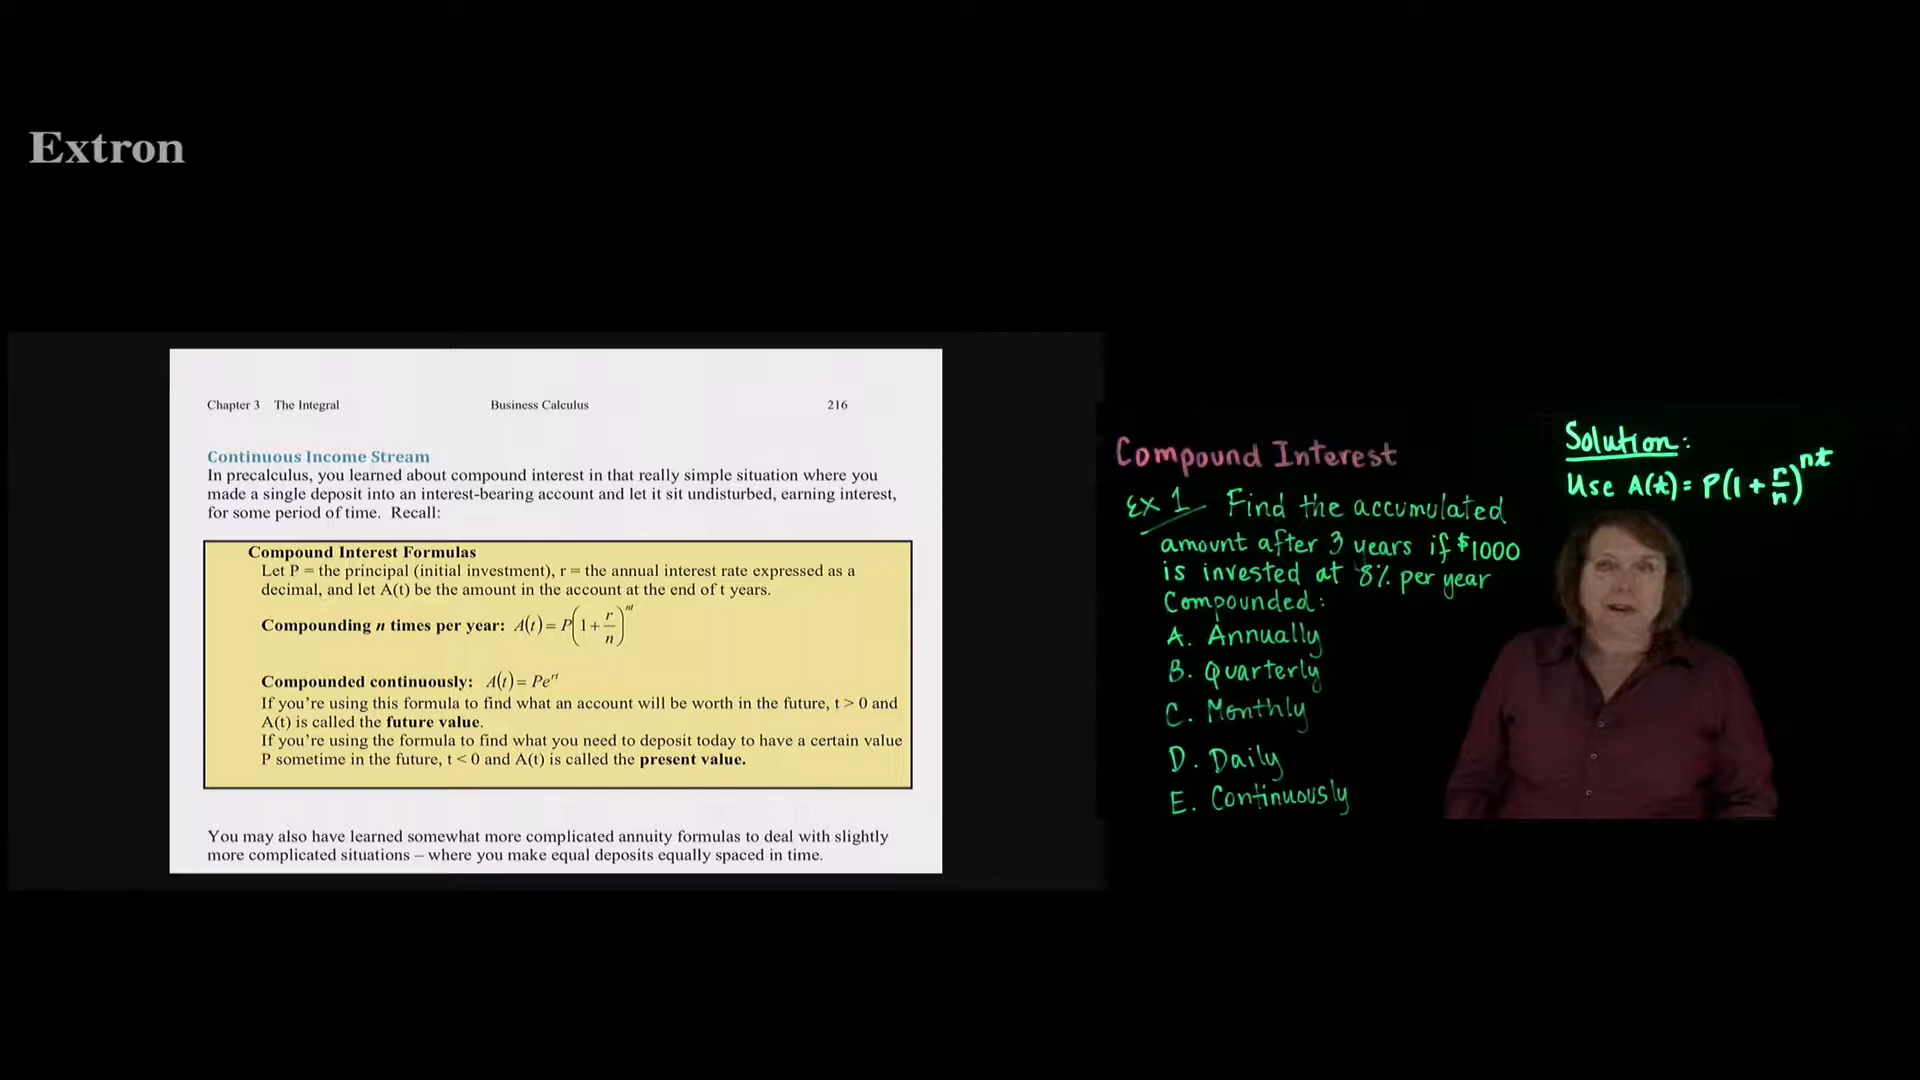 Extron
Chapter 3 The Integral Business Calculus 216
Continuous Income Stream
In precalculus, you learned about compound interest in that really simple situation where you
made a single deposit into an interest-bearing account and let it sit undisturbed, earning interest,
for some period of time. Recall:
Compound Interest Formulas
Let P = the principal (initial investment), r = the annual interest rate expressed as a
decimal, and let A(t) be the amount in the account at the end of t years.
Compounding n times per year: A(t) = P(1 + r/n)^nt
Compounded continuously: A(t) = Pe^rt
If you're using this formula to find what an account will be worth in the future, t > 0 and
A(t) is called the future value.
If you're using the formula to find what you need to deposit today to have a certain value
P sometime in the future, t < 0 and A(t) is called the present value.
You may also have learned somewhat more complicated annuity formulas to deal with slightly
more complicated situations – where you make equal deposits equally spaced in time.
Compound Interest
Ex 1 Find the accumulated
amount after 3 years if $1000
is invested at 8% per year
Compounded:
A. Annually
B. Quarterly
C. Monthly
D. Daily
E. Continuously
Solution:
Use A(t) = P(1 + r/n)^nt